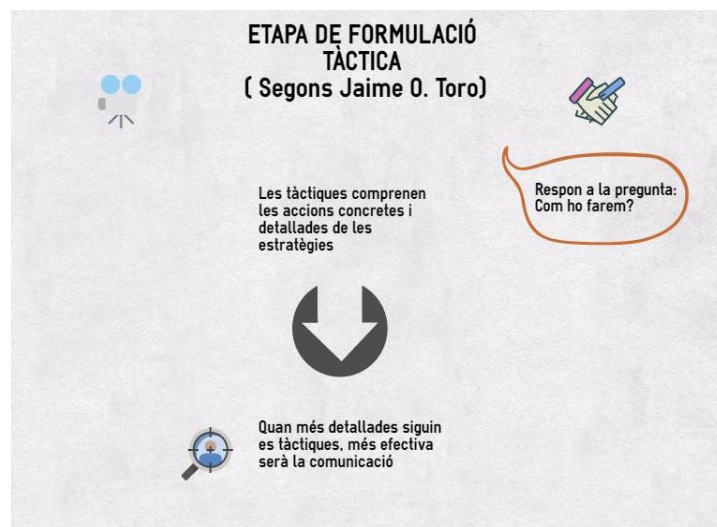 ETAPA DE FORMULACIÓ
TÀCTICA
( Segons Jaime O. Toro)
Respon a la pregunta:
Com ho farem?
Les tàctiques comprenen
les accions concretes i
detallades de les
estratègies
Quan més detallades siguin
es tàctiques, més efectiva
serà la comunicació